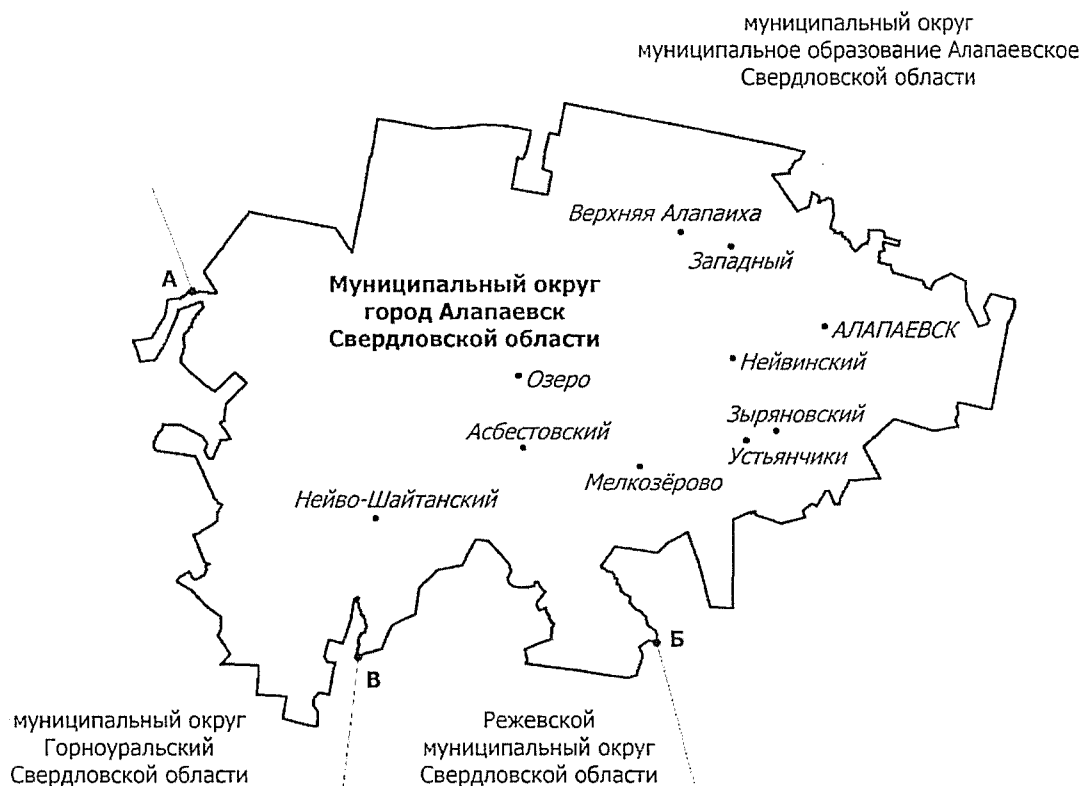 муниципальный округ
муниципальное образование Алапаевское
Свердловской области
Верхняя Алапаиха
Западный
А
Муниципальный округ
город Алапаевск
Свердловской области
АЛАПАЕВСК
Нейвинский
Озеро
Зыряновский
Асбестовский
Устьянчики
Мелкозёрово
Нейво-Шайтанский
Б
В
муниципальный округ
Горноуральский
Свердловской области
Режевской
муниципальный округ
Свердловской области